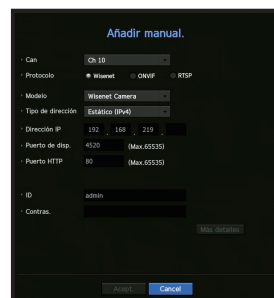 Añadir manual.
Can Ch 10
Protocolo Wisenet ONVIF RTSP
Modelo Wisenet Camera
Tipo de dirección Estático (IPv4)
Dirección IP 192 . 168 . 219 .
Puerto de disp. 4520 (Max.65535)
Puerto HTTP 80 (Max.65535)
ID admin
Contras.
Más detalles
Acept. Cancel